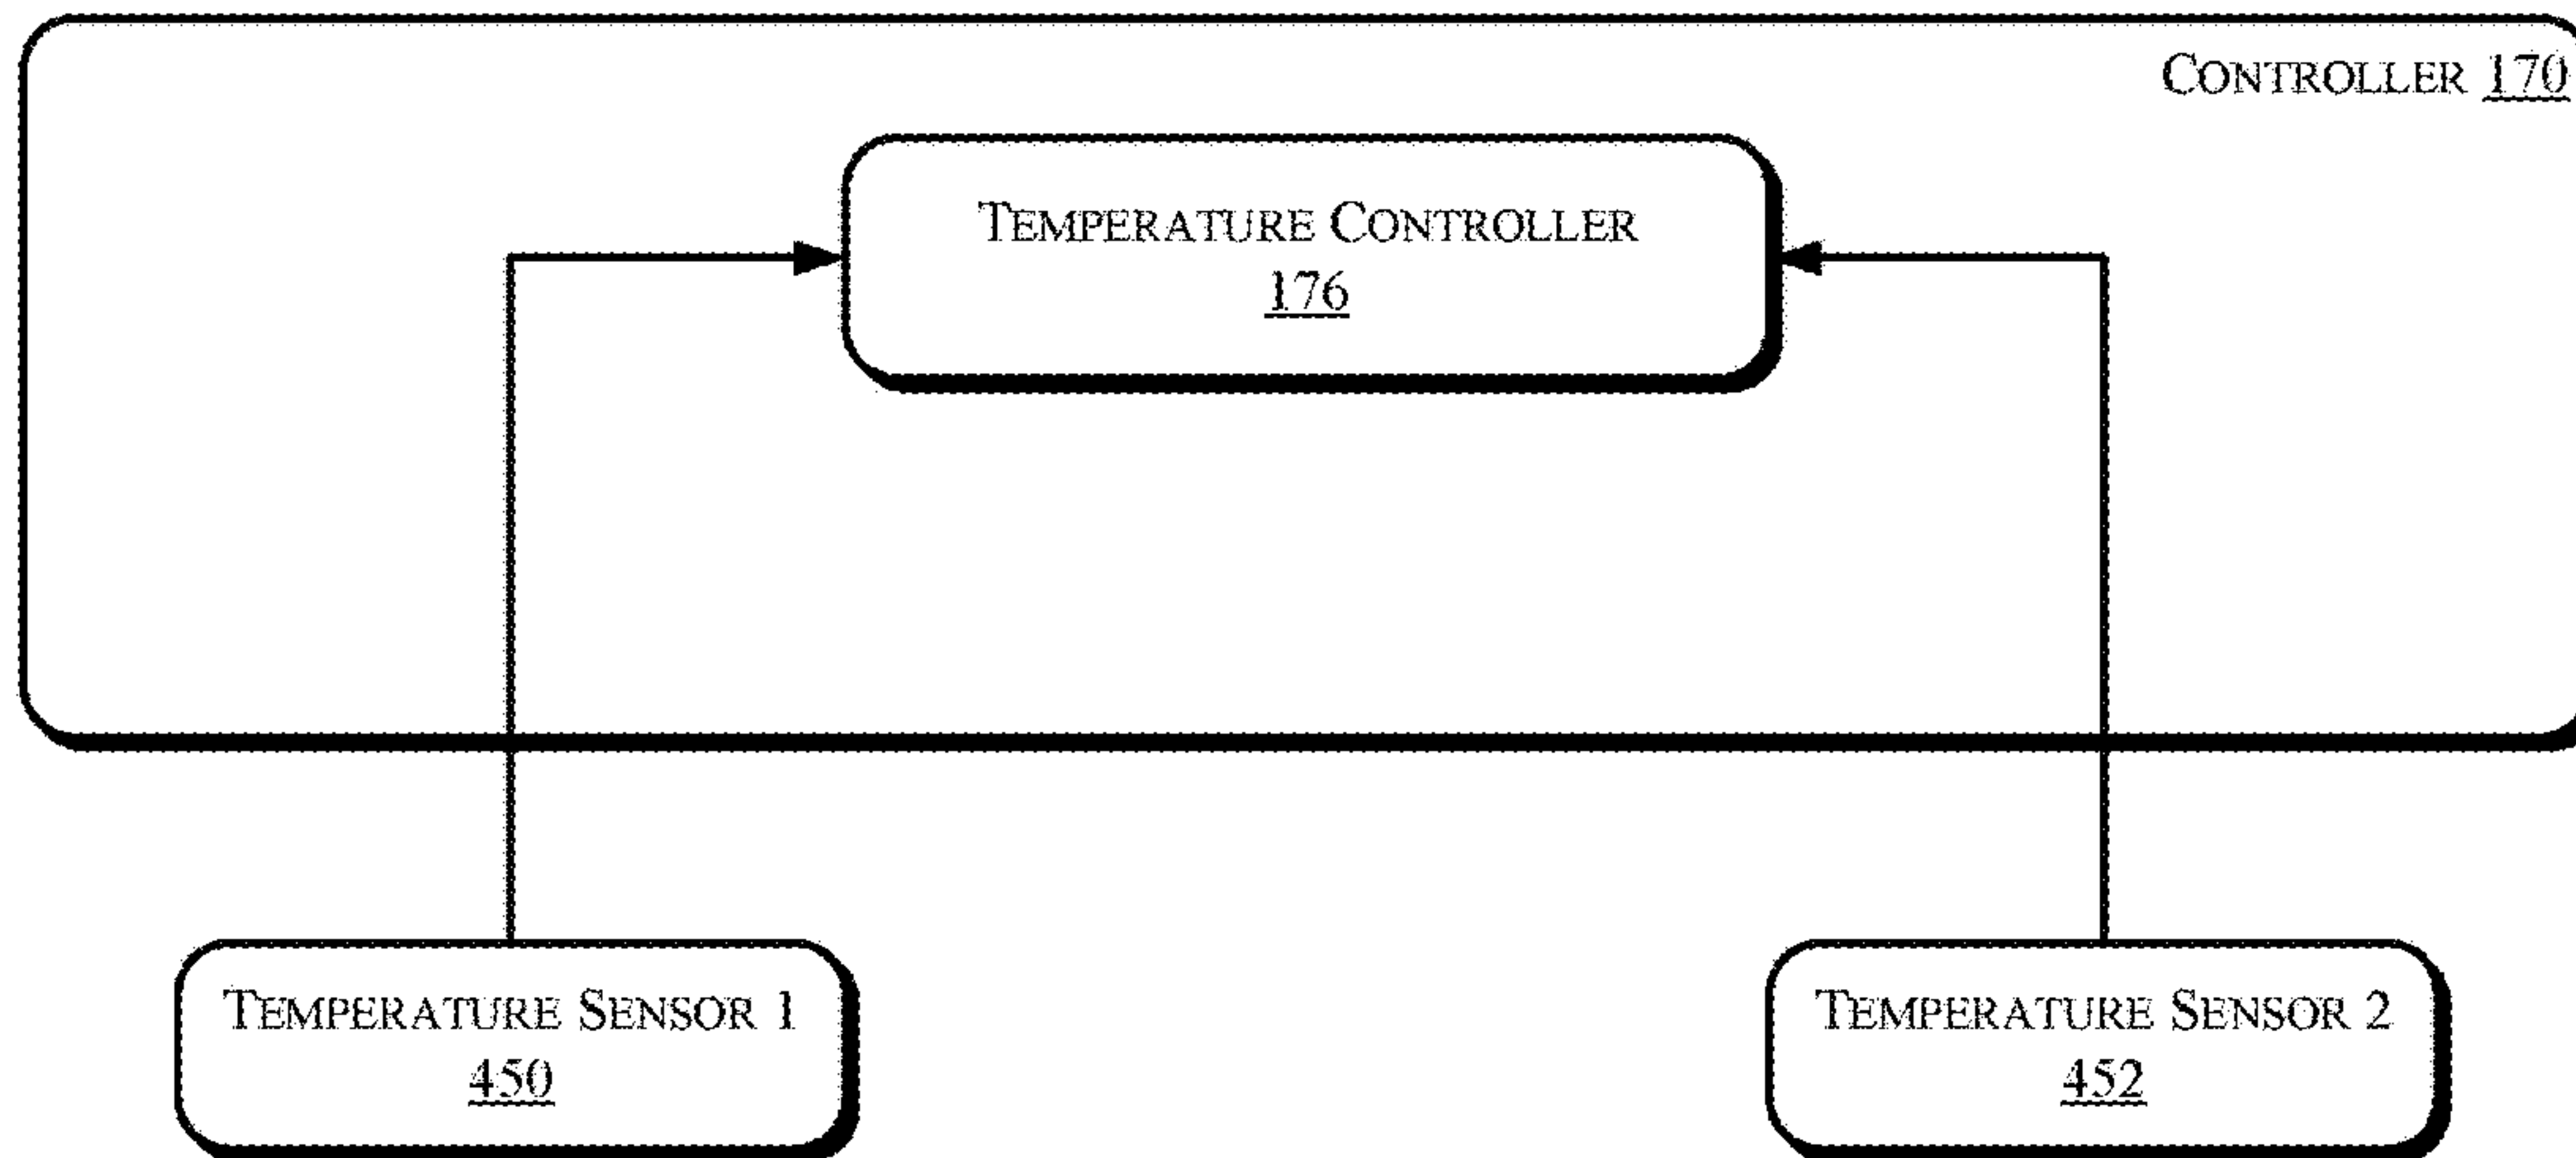 CONTROLLER 170
TEMPERATURE CONTROLLER
176
TEMPERATURE SENSOR 1
450
TEMPERATURE SENSOR 2
452